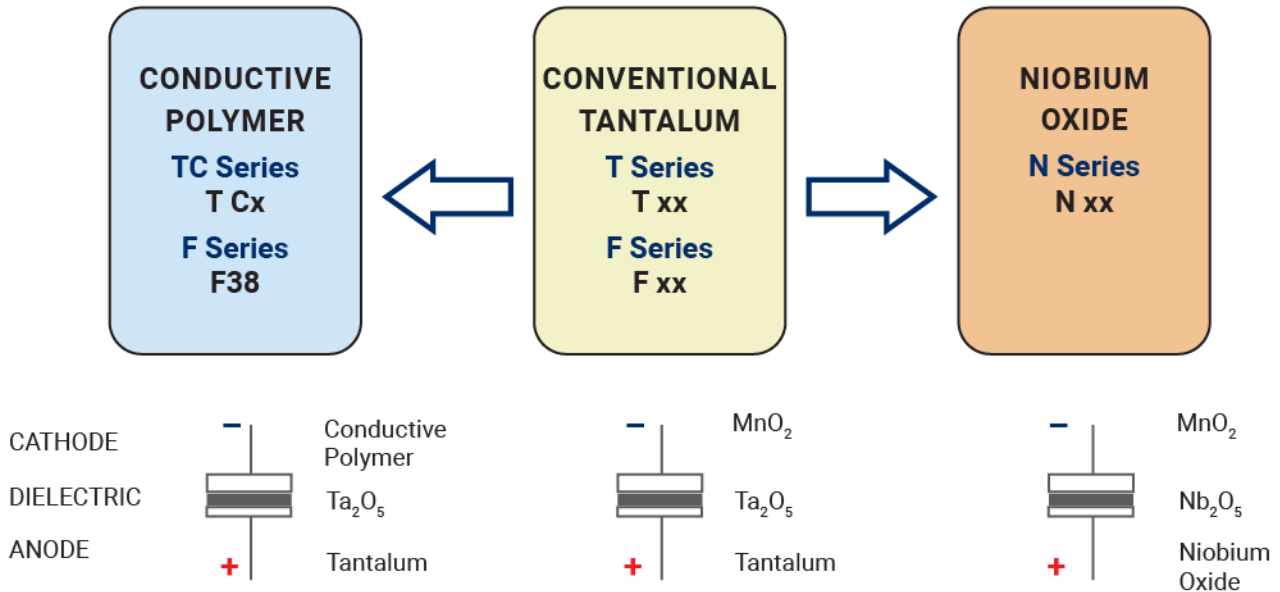 CONDUCTIVE
POLYMER
TC Series
T Cx
F Series
F38
CONVENTIONAL
TANTALUM
T Series
T xx
F Series
F xx
NIOBIUM
OXIDE
N Series
N xx
CATHODE
DIELECTRIC
ANODE
−
Conductive
Polymer
Ta₂O₅
+
Tantalum
−
MnO₂
Ta₂O₅
+
Tantalum
−
MnO₂
Nb₂O₅
+
Niobium
Oxide